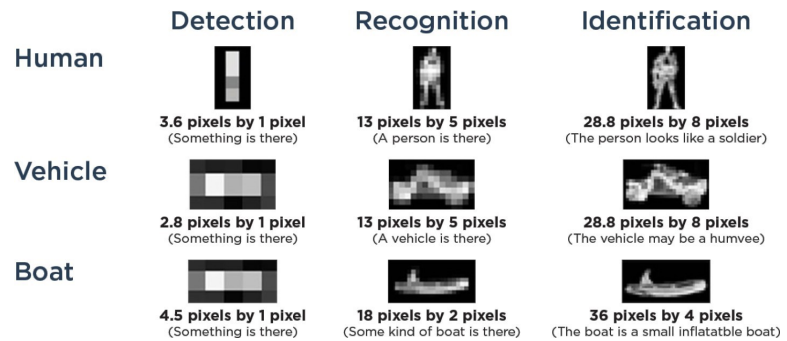 Detection Recognition Identification
Human
3.6 pixels by 1 pixel 13 pixels by 5 pixels 28.8 pixels by 8 pixels
(Something is there) (A person is there) (The person looks like a soldier)
Vehicle
2.8 pixels by 1 pixel 13 pixels by 5 pixels 28.8 pixels by 8 pixels
(Something is there) (A vehicle is there) (The vehicle may be a humvee)
Boat
4.5 pixels by 1 pixel 18 pixels by 2 pixels 36 pixels by 4 pixels
(Something is there) (Some kind of boat is there) (The boat is a small inflatatble boat)